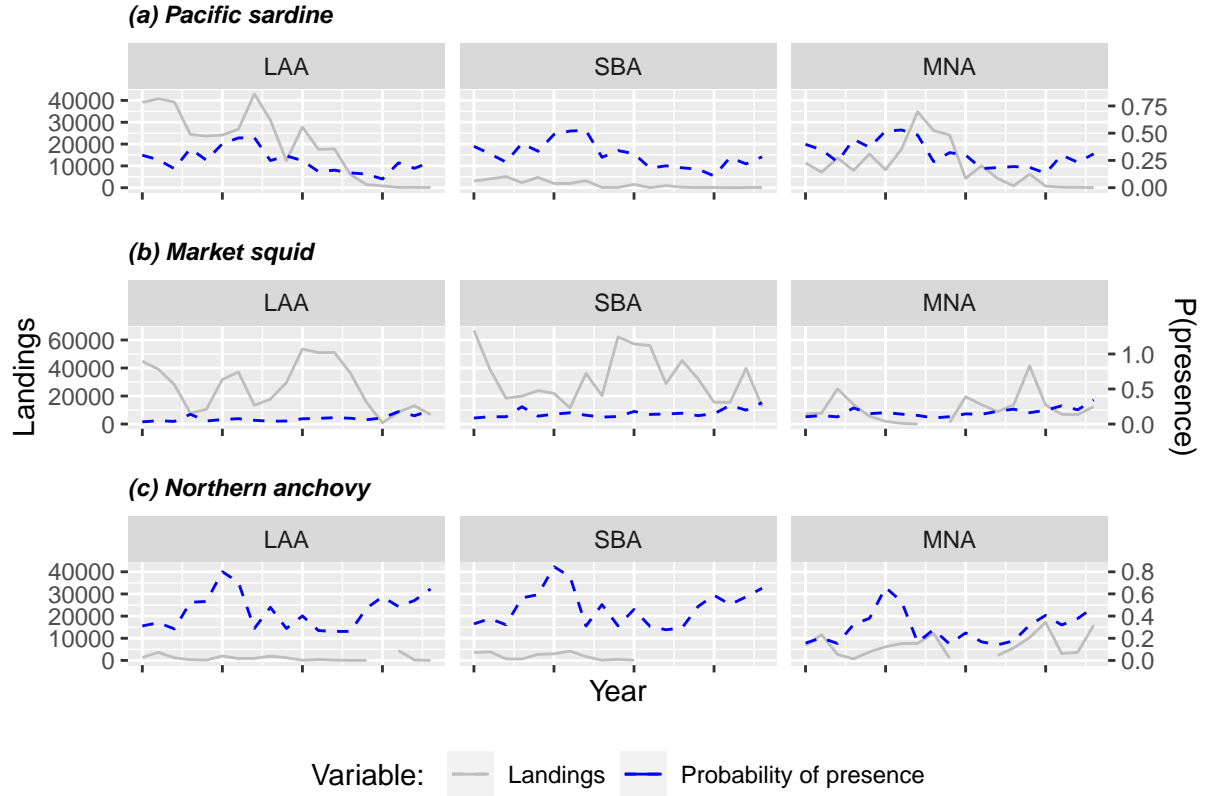 (a) Pacific sardine
LAA SBA MNA
40000
30000
20000
10000
0
0.75
0.50
0.25
0.00
(b) Market squid
LAA SBA MNA
60000
40000
20000
0
1.0
0.5
0.0
Landings
P(presence)
(c) Northern anchovy
LAA SBA MNA
40000
30000
20000
10000
0
0.8
0.6
0.4
0.2
0.0
Year
Variable: Landings Probability of presence